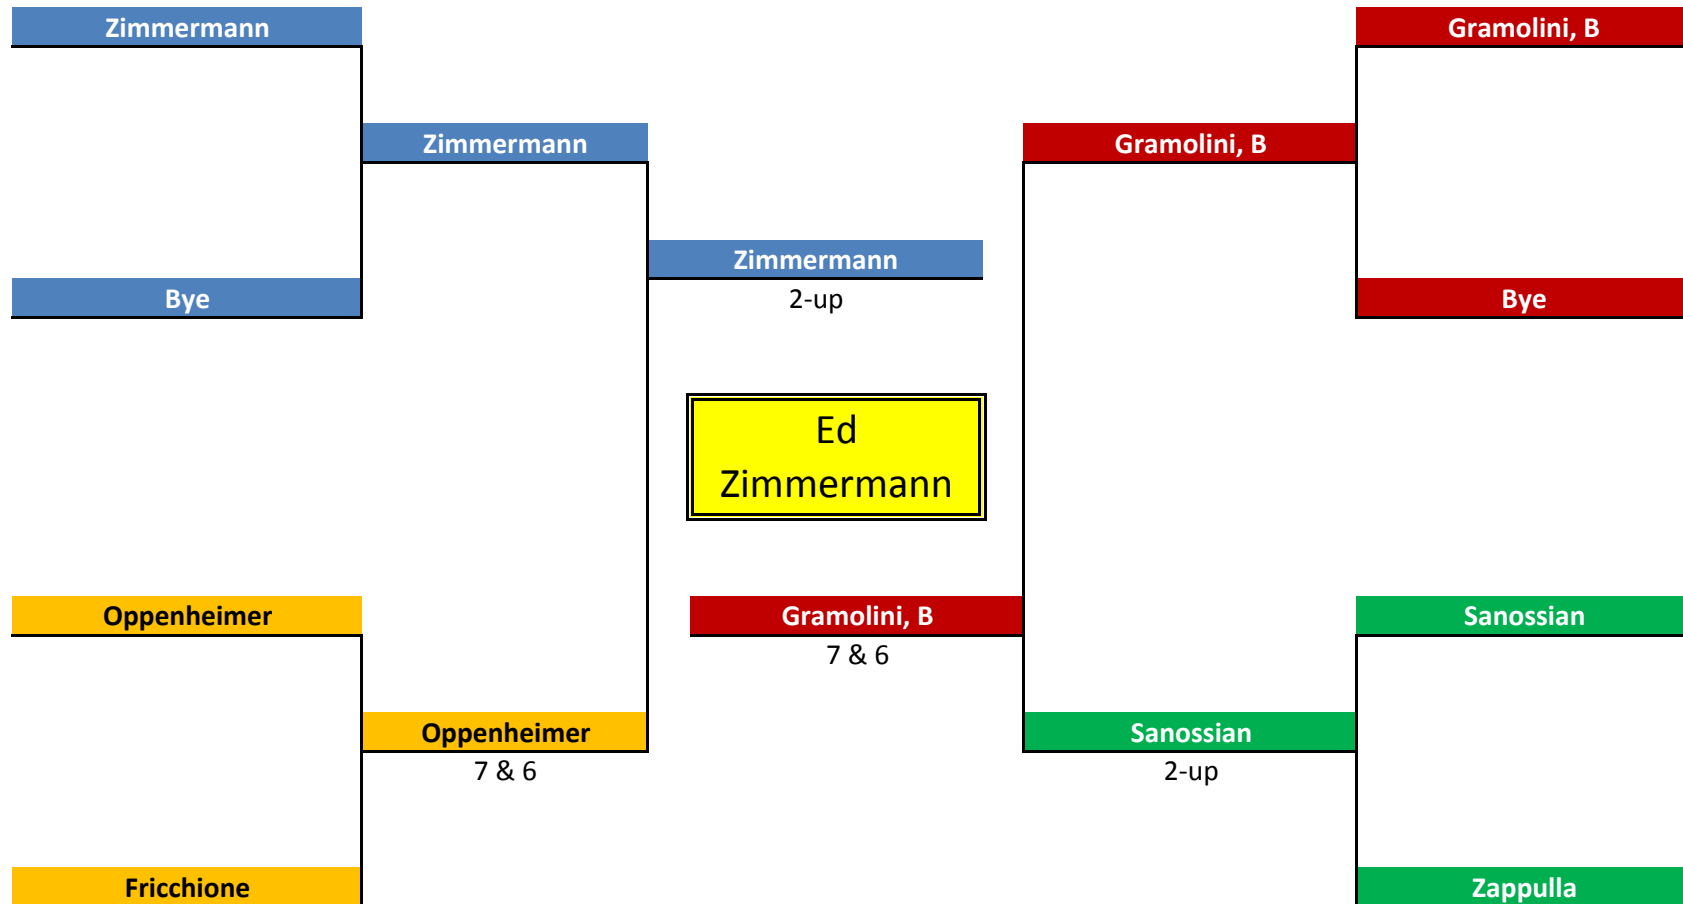 Zimmermann
Gramolini, B
Zimmermann
Gramolini, B
Zimmermann
2-up
Bye
Bye
Ed
Zimmermann
Oppenheimer
Gramolini, B
7 & 6
Sanossian
Oppenheimer
7 & 6
Sanossian
2-up
Fricchione
Zappulla